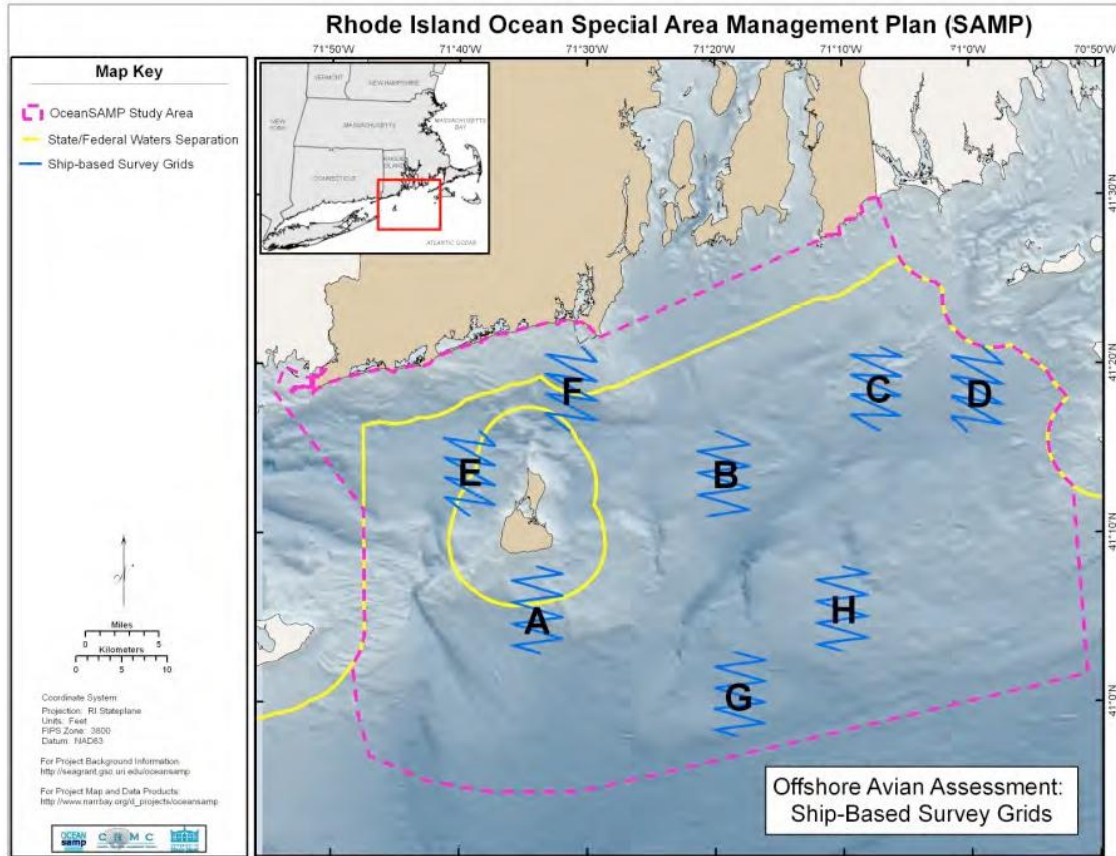 Rhode Island Ocean Special Area Management Plan (SAMP)
Map Key
OceanSAMP Study Area
State/Federal Waters Separation
Ship-based Survey Grids
Miles
0 5
Kilometers
0 5 10
Coordinate System:
Projection: RI Stateplane
Units: Feet
FIPS Zone: 3800
Datum: NAD83
For Project Background Information:
http://seagrant.gso.uri.edu/oceansamp
For Project Map and Data Products:
http://www.narrbay.org/d_projects/oceansamp
OCEAN
samp
CRMC
71°50'W 71°40'W 71°30'W 71°20'W 71°10'W 71°0'W 70°50'W
VERMONT
NEW HAMPSHIRE
NEW
YORK
MASSACHUSETTS
MASSACHUSETTS
BAY
CONNECTICUT
RHODE
ISLAND
ATLANTIC OCEAN
41°30'N
41°20'N
41°10'N
41°0'N
F
C
D
E
B
A
H
G
Offshore Avian Assessment:
Ship-Based Survey Grids